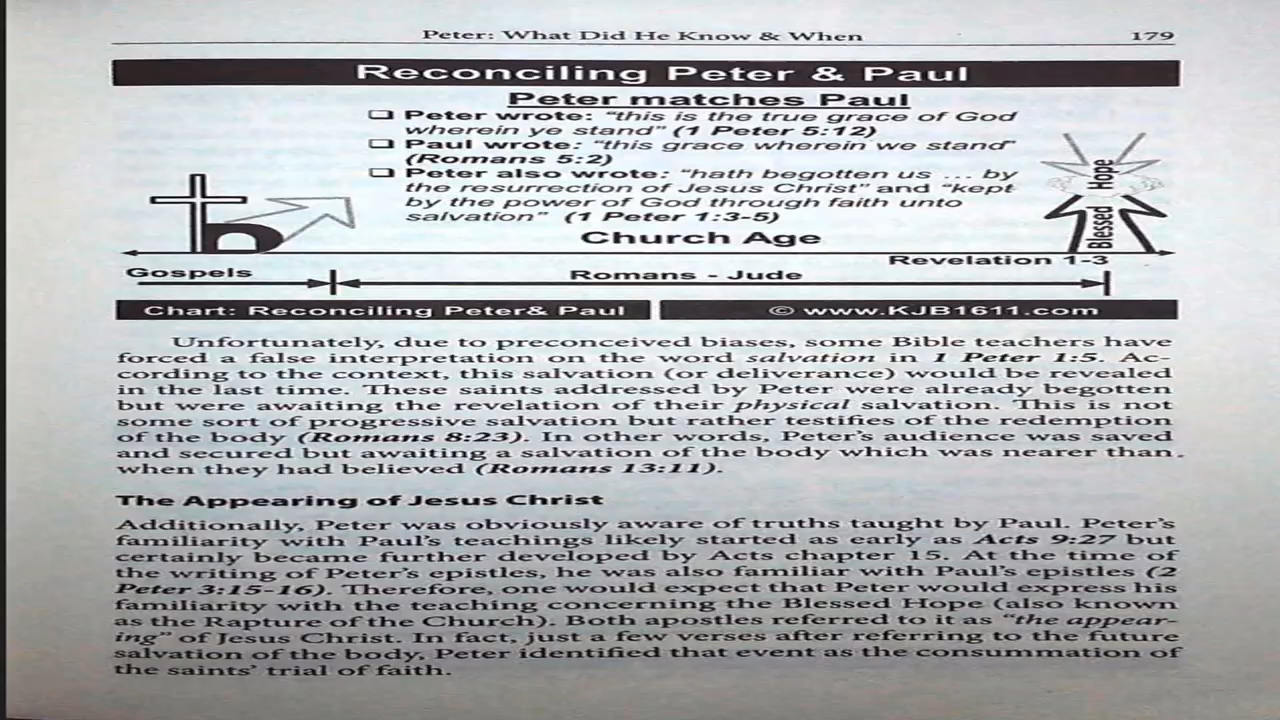 Peter: What Did He Know & When 179
Reconciling Peter & Paul
Peter matches Paul
❑ Peter wrote: "this is the true grace of God
wherein ye stand" (1 Peter 5:12)
❑ Paul wrote: "this grace wherein we stand"
(Romans 5:2)
❑ Peter also wrote: "hath begotten us ... by
the resurrection of Jesus Christ" and "kept
by the power of God through faith unto
salvation" (1 Peter 1:3-5)
Blessed Hope
Church Age
Revelation 1-3
Gospels
Romans - Jude
Chart: Reconciling Peter& Paul © www.KJB1611.com
Unfortunately, due to preconceived biases, some Bible teachers have
forced a false interpretation on the word salvation in 1 Peter 1:5. Ac-
cording to the context, this salvation (or deliverance) would be revealed
in the last time. These saints addressed by Peter were already begotten
but were awaiting the revelation of their physical salvation. This is not
some sort of progressive salvation but rather testifies of the redemption
of the body (Romans 8:23). In other words, Peter's audience was saved
and secured but awaiting a salvation of the body which was nearer than
when they had believed (Romans 13:11).
The Appearing of Jesus Christ
Additionally, Peter was obviously aware of truths taught by Paul. Peter's
familiarity with Paul's teachings likely started as early as Acts 9:27 but
certainly became further developed by Acts chapter 15. At the time of
the writing of Peter's epistles, he was also familiar with Paul's epistles (2
Peter 3:15-16). Therefore, one would expect that Peter would express his
familiarity with the teaching concerning the Blessed Hope (also known
as the Rapture of the Church). Both apostles referred to it as "the appear-
ing" of Jesus Christ. In fact, just a few verses after referring to the future
salvation of the body, Peter identified that event as the consummation of
the saints' trial of faith.